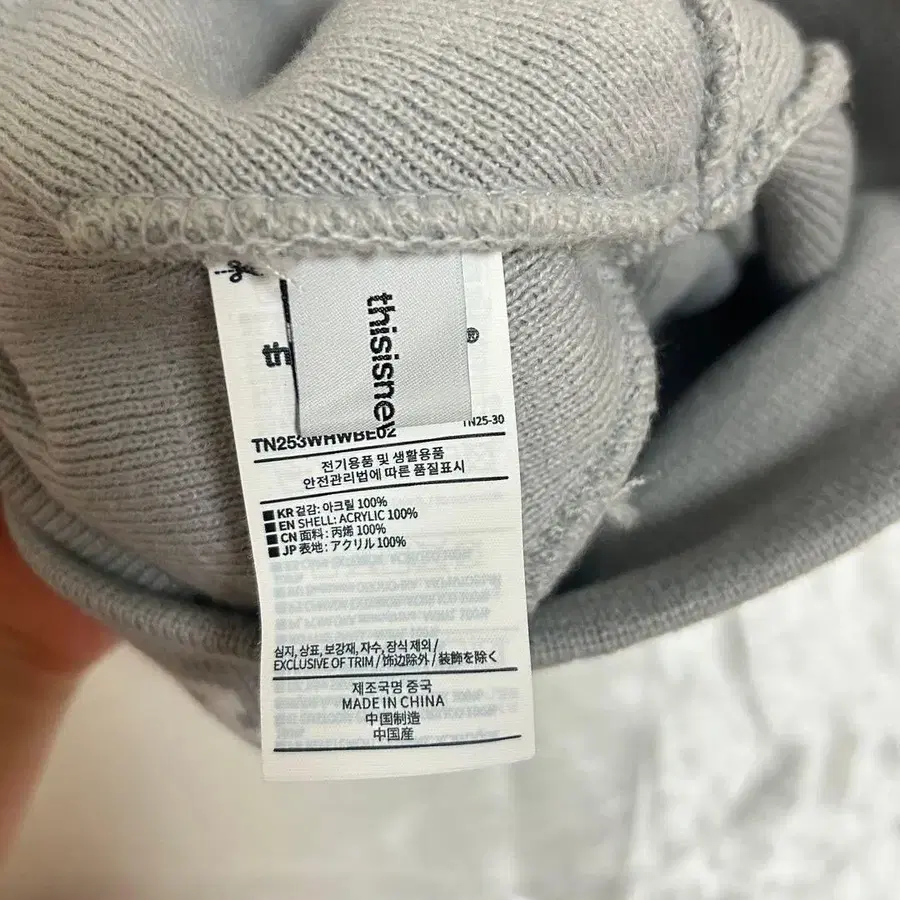 thisisnev
®
TN25-30
TN253WHWBE0
전기용품 및 생활용품
안전관리법에 따른 품질표시
KR 겉감: 아크릴 100%
EN SHELL: ACRYLIC 100%
CN 面料: 丙烯 100%
JP 表地: アクリル 100%
심지, 상표, 보강재, 자수, 장식 제외 /
EXCLUSIVE OF TRIM / 饰边除外 / 装飾を除く
제조국명 중국
MADE IN CHINA
中国制造
中国産